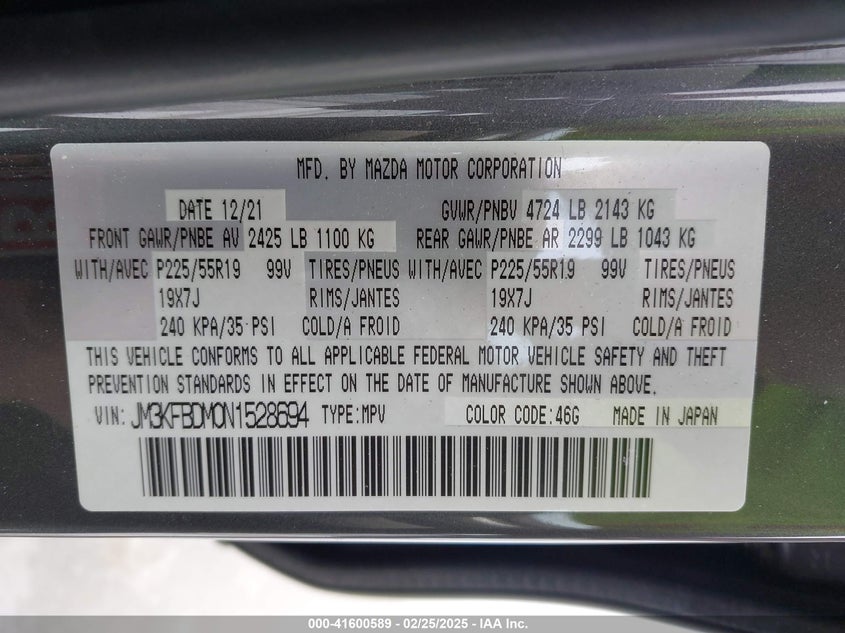 MFD. BY MAZDA MOTOR CORPORATION
DATE 12/21 GVWR/PNBV 4724 LB 2143 KG
FRONT GAWR/PNBE AV 2425 LB 1100 KG REAR GAWR/PNBE AR 2299 LB 1043 KG
WITH/AVEC P225/55R19 99V TIRES/PNEUS WITH/AVEC P225/55R19 99V TIRES/PNEUS
19X7J RIMS/JANTES 19X7J RIMS/JANTES
240 KPA/35 PSI COLD/A FROID 240 KPA/35 PSI COLD/A FROID
THIS VEHICLE CONFORMS TO ALL APPLICABLE FEDERAL MOTOR VEHICLE SAFETY AND THEFT
PREVENTION STANDARDS IN EFFECT ON THE DATE OF MANUFACTURE SHOWN ABOVE.
VIN: JM3KFBDM0N1528694 TYPE:MPV COLOR CODE:46G MADE IN JAPAN
000-41600589 - 02/25/2025 - IAA Inc.